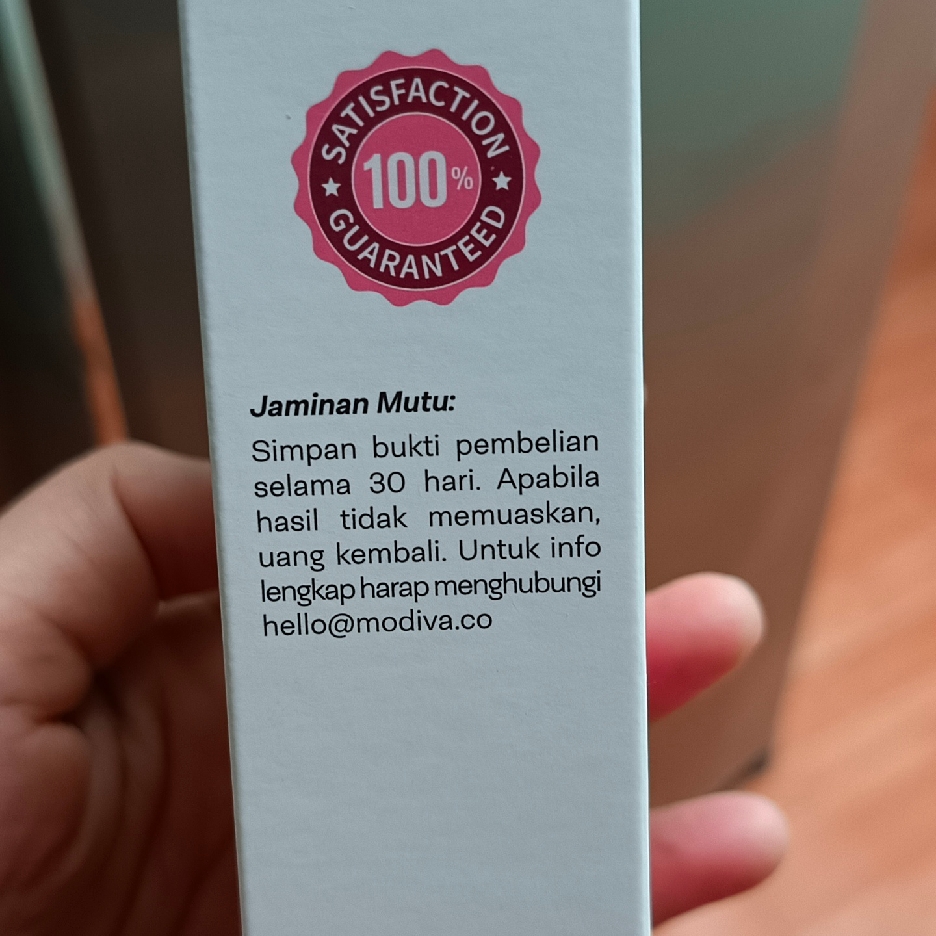 SATISFACTION
100%
GUARANTEED
Jaminan Mutu:
Simpan bukti pembelian
selama 30 hari. Apabila
hasil tidak memuaskan,
uang kembali. Untuk info
lengkap harap menghubungi
hello@modiva.co